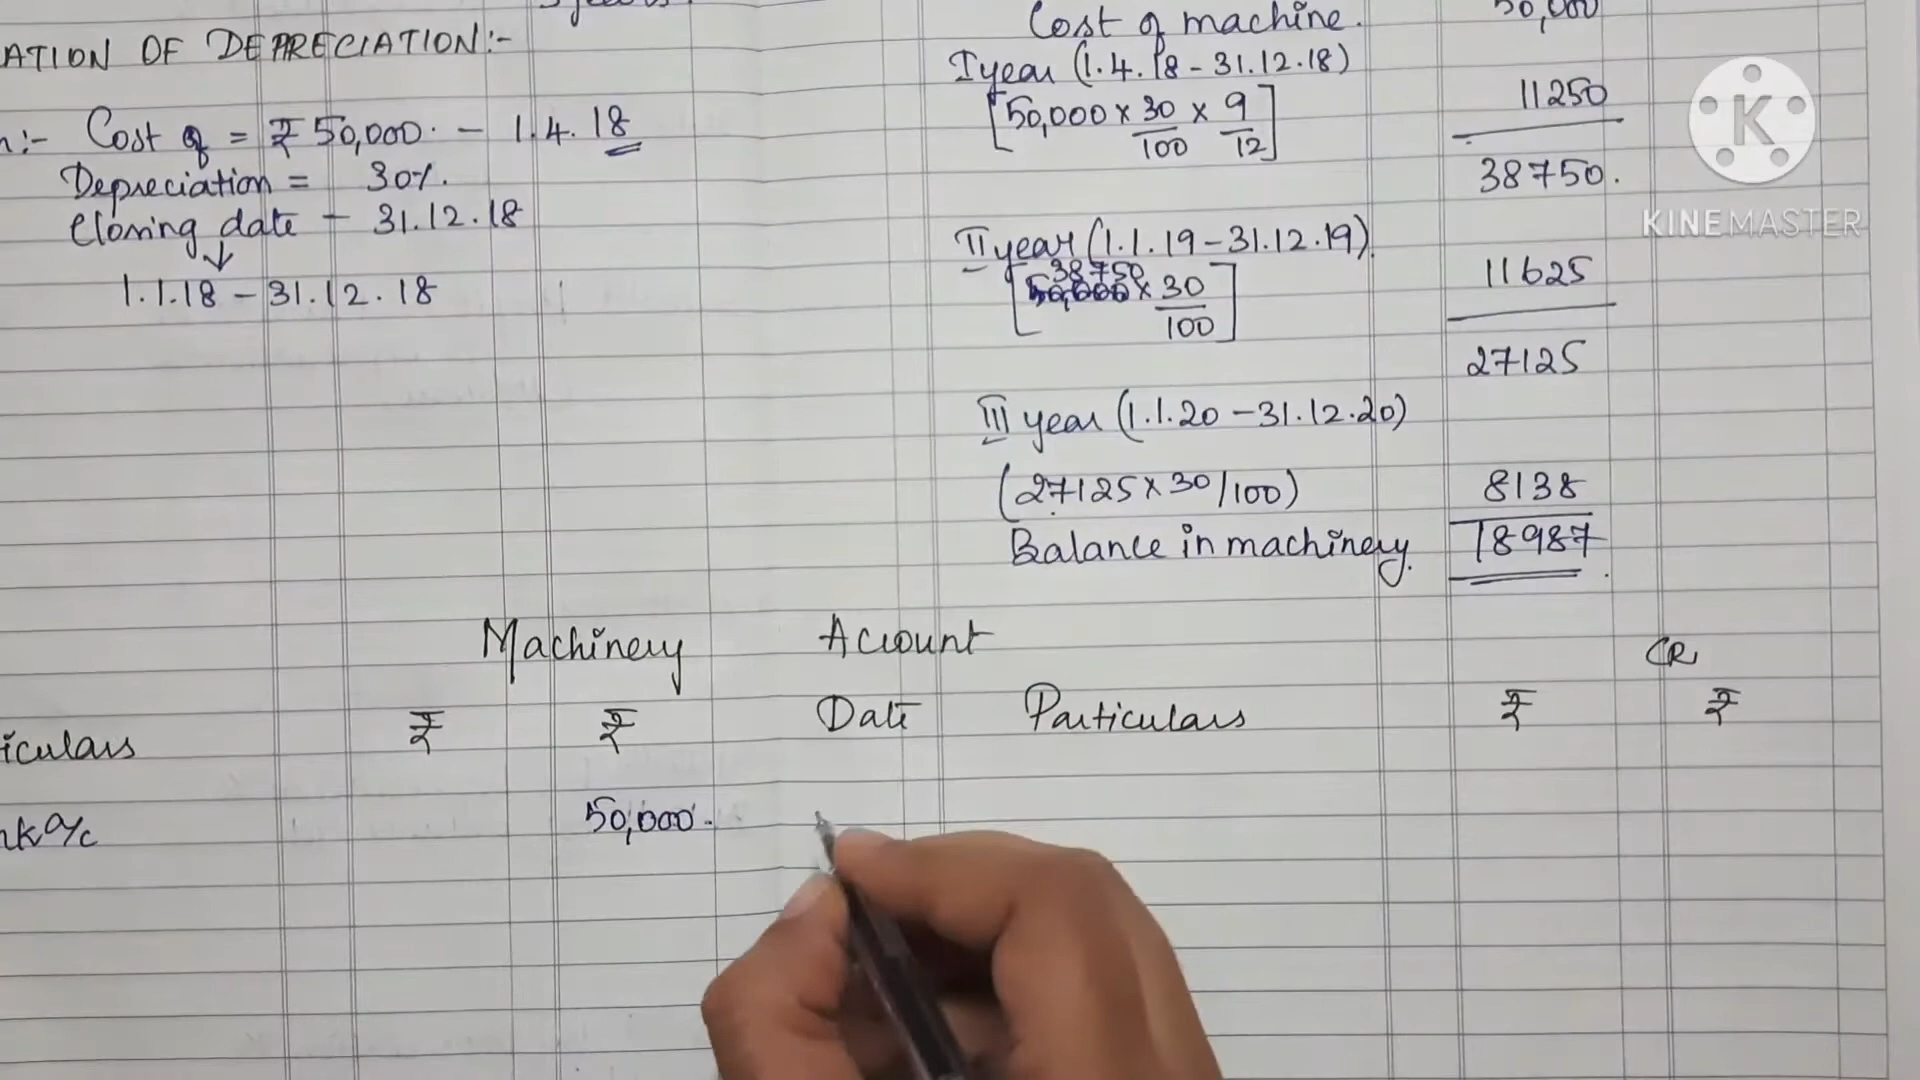 ATION OF DEPRECIATION:-
Cost of = ₹50,000. - 1.4.18
Depreciation = 30%.
Closing date - 31.12.18
1.1.18 - 31.12.18
Cost of machine. 50,000
I year (1.4.18 - 31.12.18)
[50,000 × 30/100 × 9/12] 11250
38750.
II year (1.1.19 - 31.12.19)
[38750 × 30/100] 11625
27125
III year (1.1.20 - 31.12.20)
(27125 × 30/100) 8138
Balance in machinery. 18987
Machinery Account
CR
iculars ₹ ₹ Date Particulars ₹ ₹
nk a/c 50,000.
K
KINEMASTER